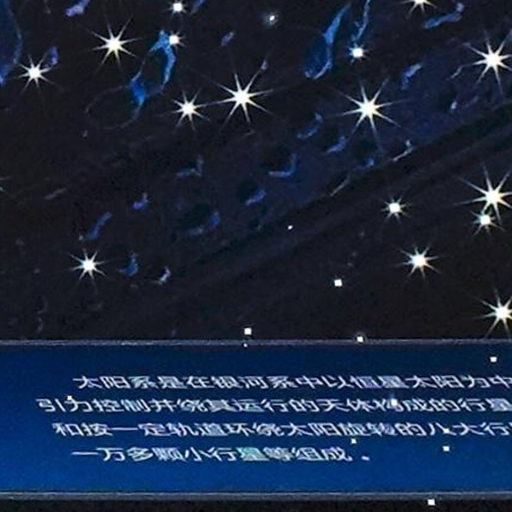 太阳系是在银河系中以恒星太阳为中
引力控制并绕其运行的天体构成的行星
和按一定轨道环绕太阳旋转的八大行
一万多颗小行星等组成。